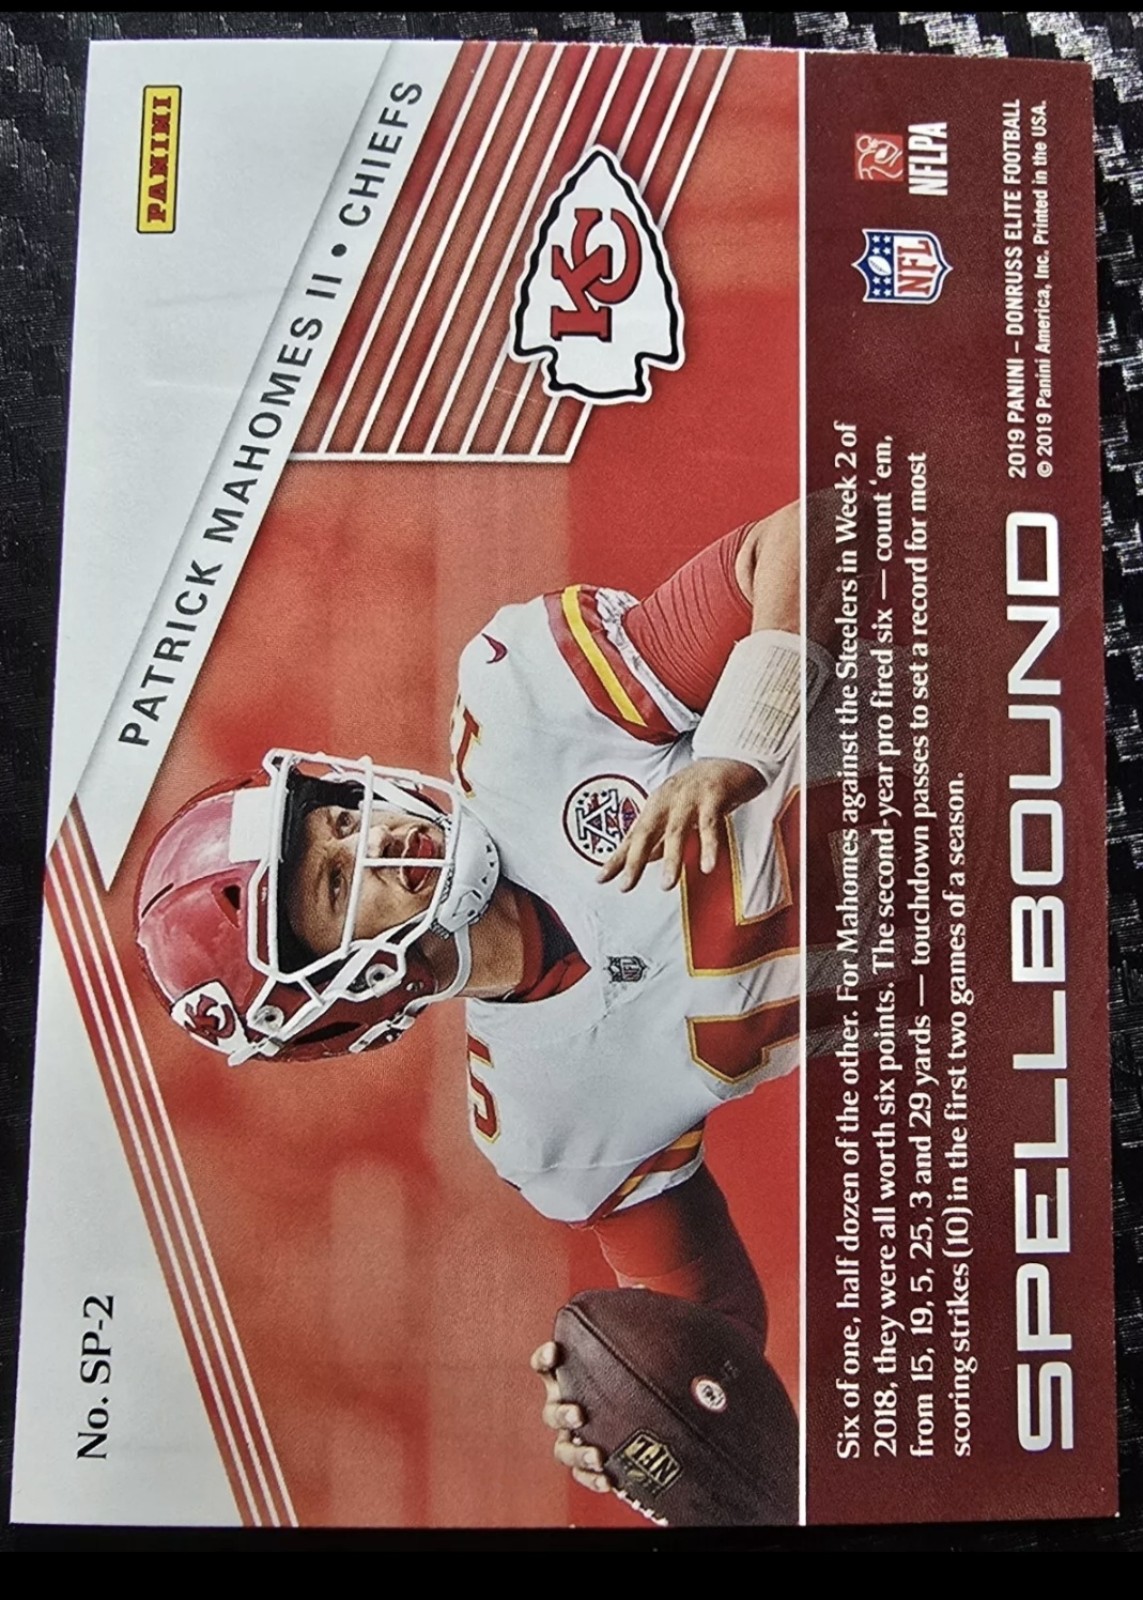 No. SP-2
PATRICK MAHOMES II • CHIEFS
PANINI
KC
NFL
NFL
15
Six of one, half dozen of the other. For Mahomes against the Steelers in Week 2 of
2018, they were all worth six points. The second-year pro fired six — count ‘em,
from 15, 19, 5, 25, 3 and 29 yards — touchdown passes to set a record for most
scoring strikes (10) in the first two games of a season.
SPELLBOUND
NFLPA
NFL
2019 PANINI – DONRUSS ELITE FOOTBALL
© 2019 Panini America, Inc. Printed in the USA.